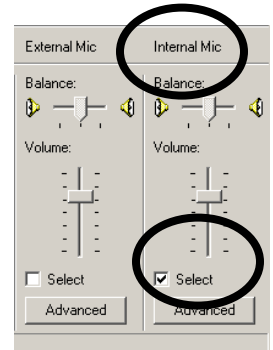 External Mic Internal Mic
Balance: Balance:
Volume: Volume:
Select Select
Advanced Advanced